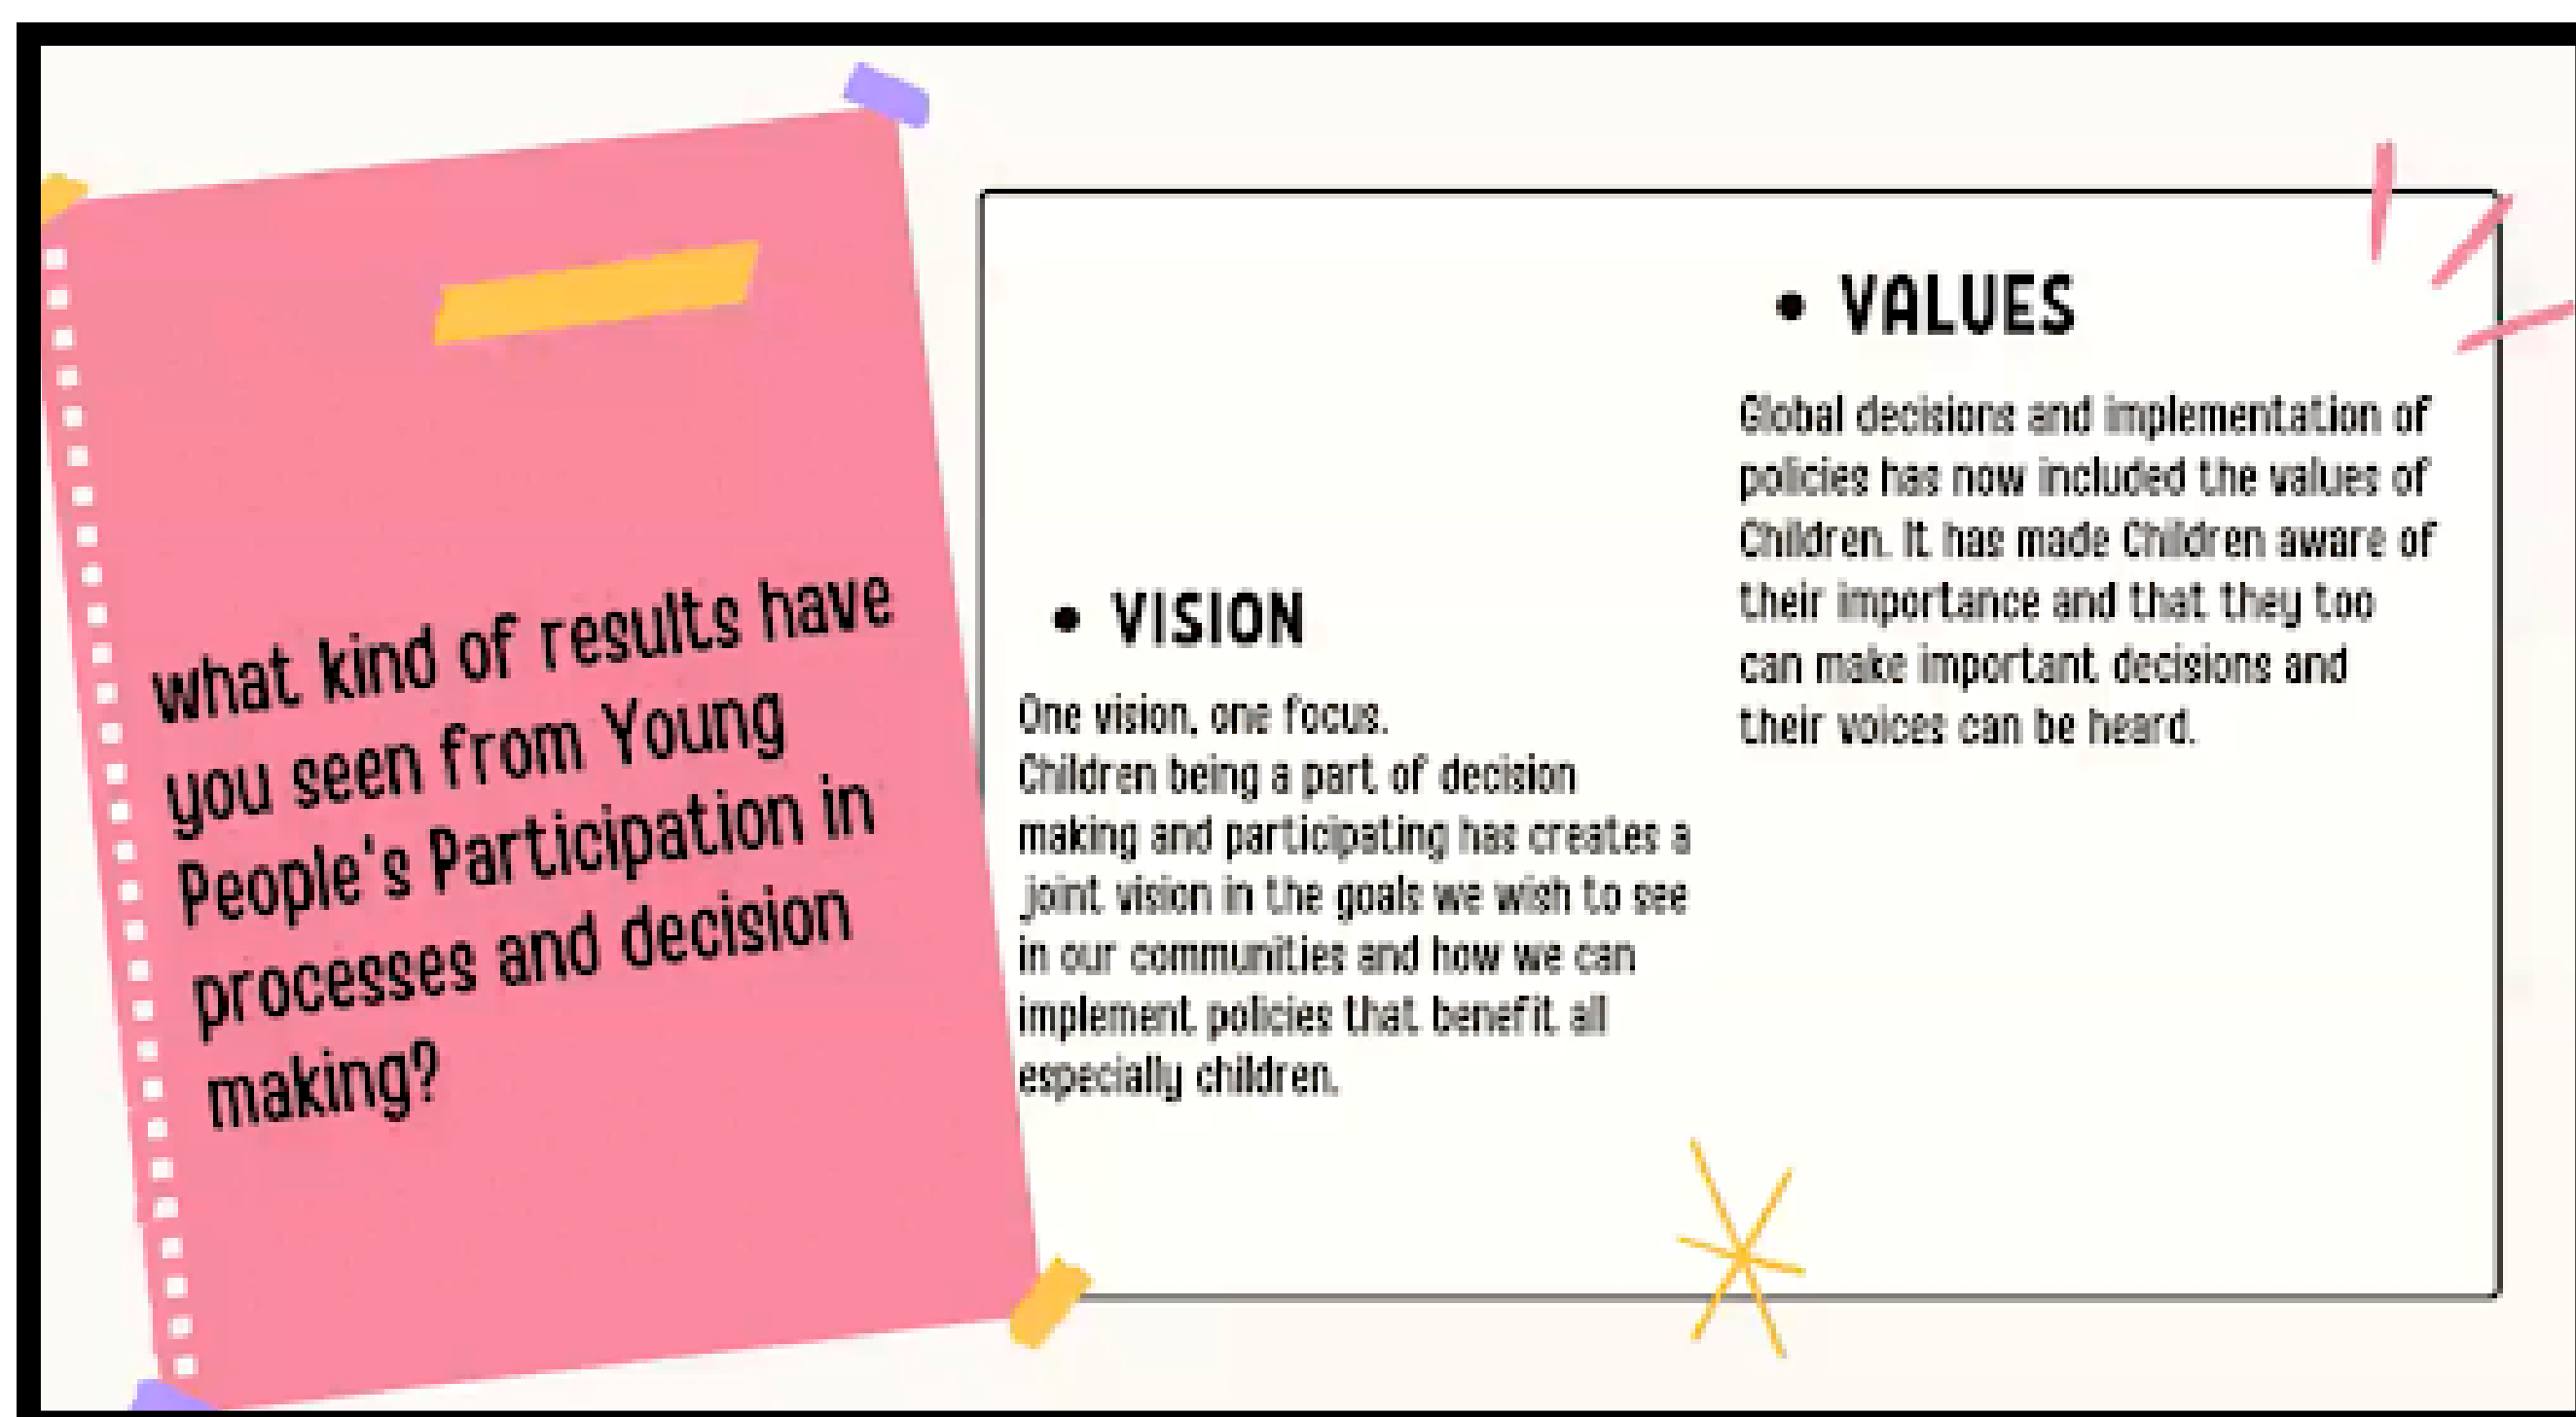 what kind of results have
you seen from Young
People's Participation in
processes and decision
making?
• VISION
One vision, one focus.
Children being a part of decision
making and participating has creates a
joint vision in the goals we wish to see
in our communities and how we can
implement policies that benefit all
especially children.
• VALUES
Global decisions and implementation of
policies has now included the values of
Children. It has made Children aware of
their importance and that they too
can make important decisions and
their voices can be heard.